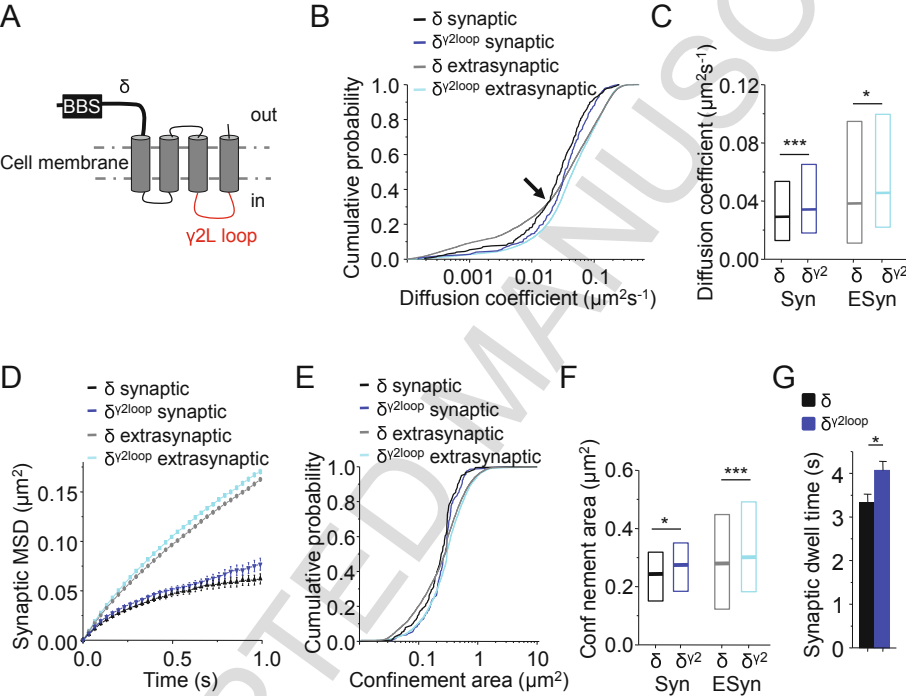 A
BBS
δ
out
Cell membrane
in
γ2L loop
B
δ synaptic
δγ2loop synaptic
δ extrasynaptic
δγ2loop extrasynaptic
Cumulative probability
1.0
0.8
0.6
0.4
0.2
0.0
0.001 0.01 0.1
Diffusion coefficient (μm2s-1)
C
Diffusion coefficient (μm2s-1)
0.12
0.08
0.04
0.00
***
*
δ δγ2 δ δγ2
Syn ESyn
D
δ synaptic
δγ2loop synaptic
δ extrasynaptic
δγ2loop extrasynaptic
Synaptic MSD (μm2)
0.15
0.10
0.05
0.00
0.0 0.5 1.0
Time (s)
E
δ synaptic
δγ2loop synaptic
δ extrasynaptic
δγ2loop extrasynaptic
Cumulative probability
1.0
0.8
0.6
0.4
0.2
0.0
0.1 1 10
Confinement area (μm2)
F
Conf nement area (μm2)
0.6
0.4
0.2
0.0
*
***
δ δγ2 δ δγ2
Syn ESyn
G
δ
δγ2loop
Synaptic dwell time (s)
4
3
2
1
0
*
PTED MANUSC